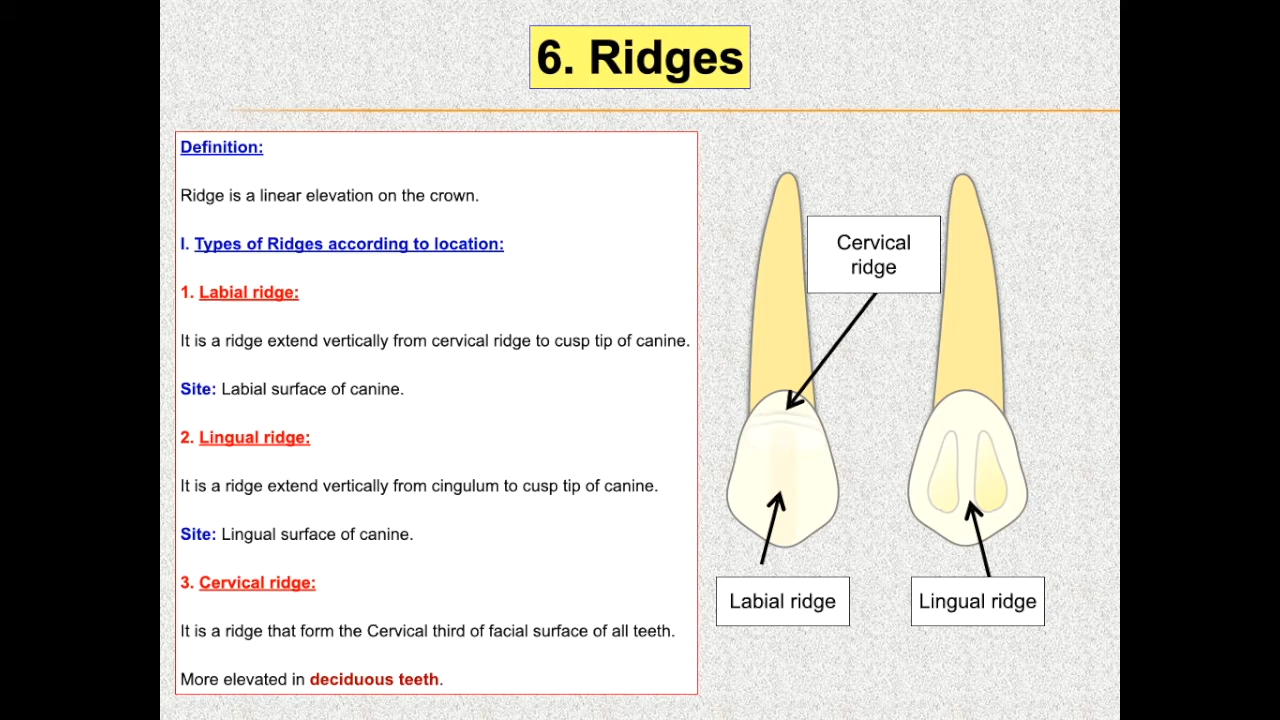 6. Ridges
Definition:
Ridge is a linear elevation on the crown.
I. Types of Ridges according to location:
1. Labial ridge:
It is a ridge extend vertically from cervical ridge to cusp tip of canine.
Site: Labial surface of canine.
2. Lingual ridge:
It is a ridge extend vertically from cingulum to cusp tip of canine.
Site: Lingual surface of canine.
3. Cervical ridge:
It is a ridge that form the Cervical third of facial surface of all teeth.
More elevated in deciduous teeth.
Cervical
ridge
Labial ridge
Lingual ridge